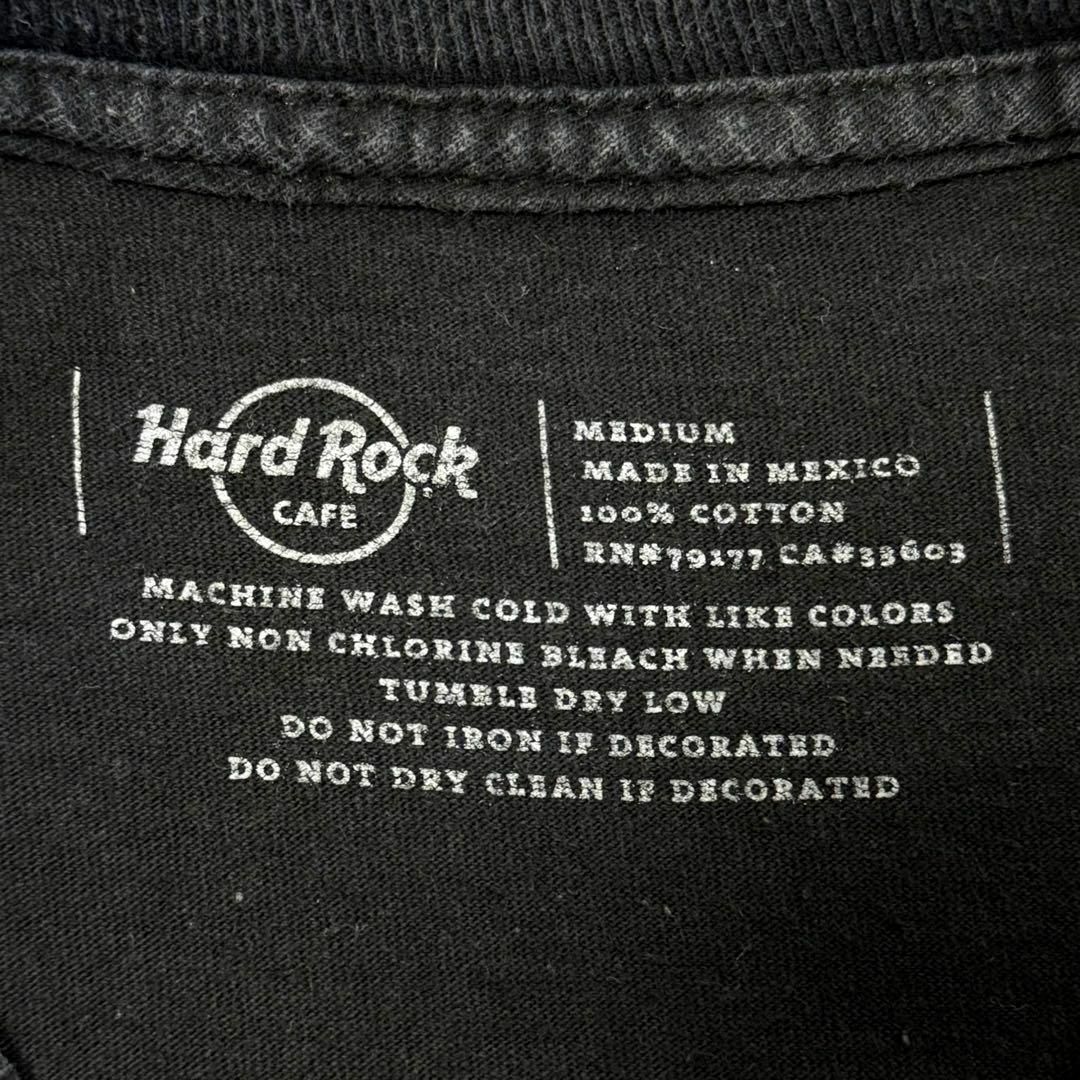 Hard Rock
CAFE
MEDIUM
MADE IN MEXICO
100% COTTON
RN#79177 CA#33603
MACHINE WASH COLD WITH LIKE COLORS
ONLY NON CHLORINE BLEACH WHEN NEEDED
TUMBLE DRY LOW
DO NOT IRON IF DECORATED
DO NOT DRY CLEAN IF DECORATED